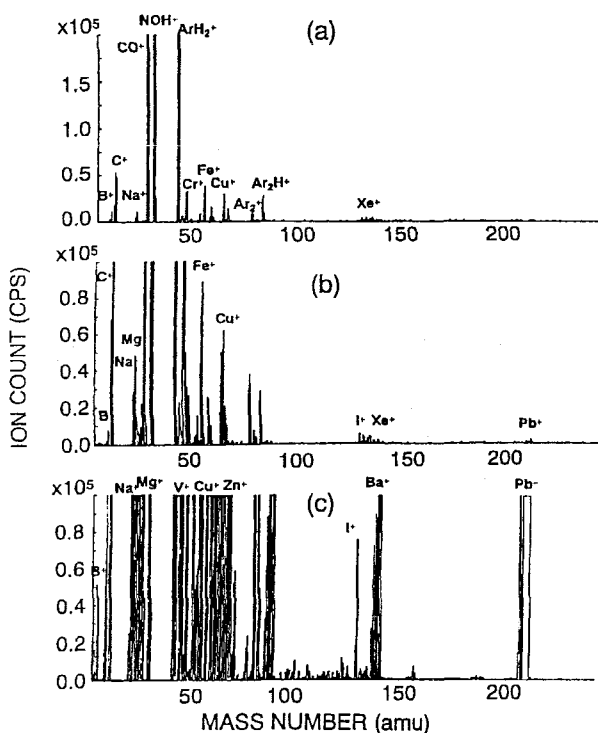 x10⁵
NOH⁺
(a)
CO⁺
ArH₂⁺
1.5
1.0
0.5
C⁺
B⁺
Na⁺
Cr⁺
Fe⁺
Cu⁺
Ar₂⁺
Ar₂H⁺
Xe⁺
0.0
50
100
150
200
x10⁵
C⁺
Fe⁺
(b)
0.8
0.6
Mg
Cu⁺
0.4
Na
0.2
B
I⁺
Xe⁺
Pb⁺
0.0
50
100
150
200
ION COUNT (CPS)
x10⁵
Na⁺
Mg⁺
V⁺
Cu⁺
Zn⁺
(c)
Ba⁺
Pb⁻
0.8
I⁺
0.6
B⁺
0.4
0.2
0.0
50
100
150
200
MASS NUMBER (amu)